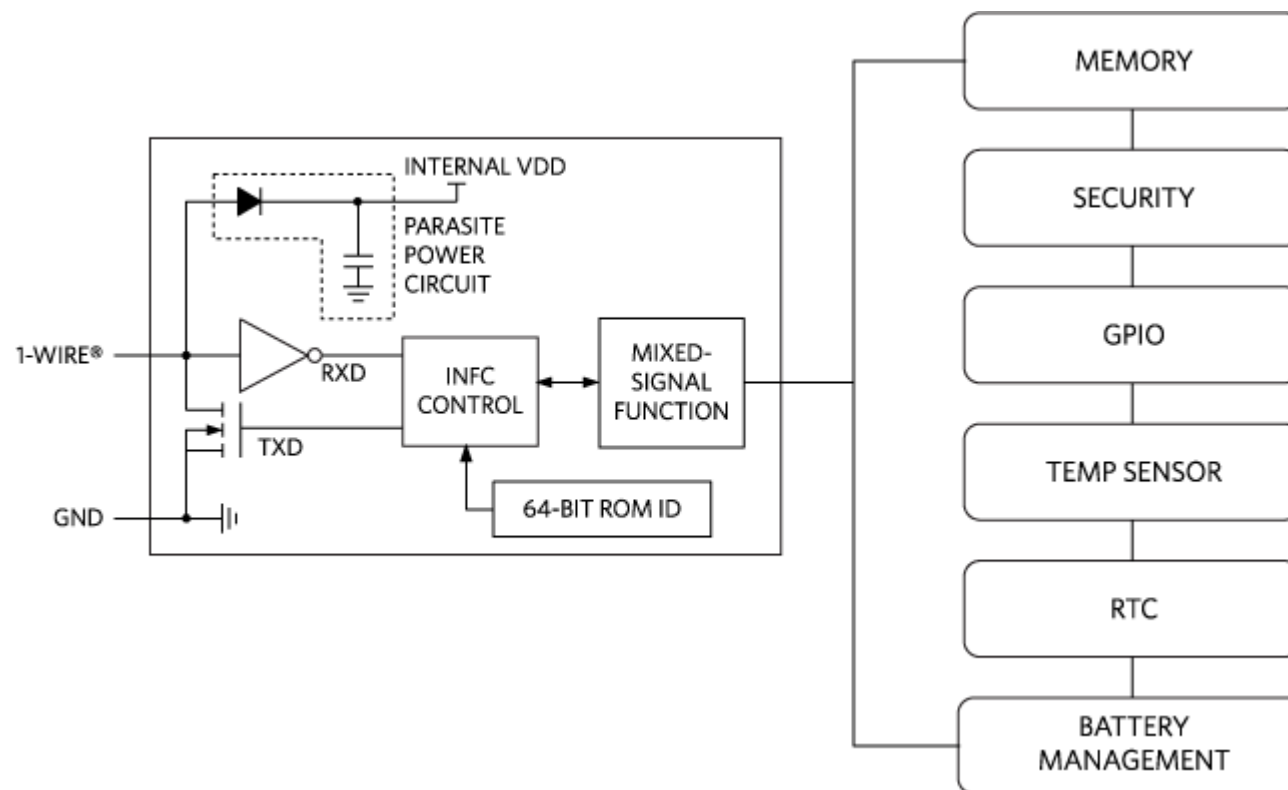 MEMORY
SECURITY
GPIO
TEMP SENSOR
RTC
BATTERY
MANAGEMENT
INTERNAL VDD
PARASITE
POWER
CIRCUIT
1-WIRE®
RXD
INFC
CONTROL
MIXED-
SIGNAL
FUNCTION
TXD
64-BIT ROM ID
GND